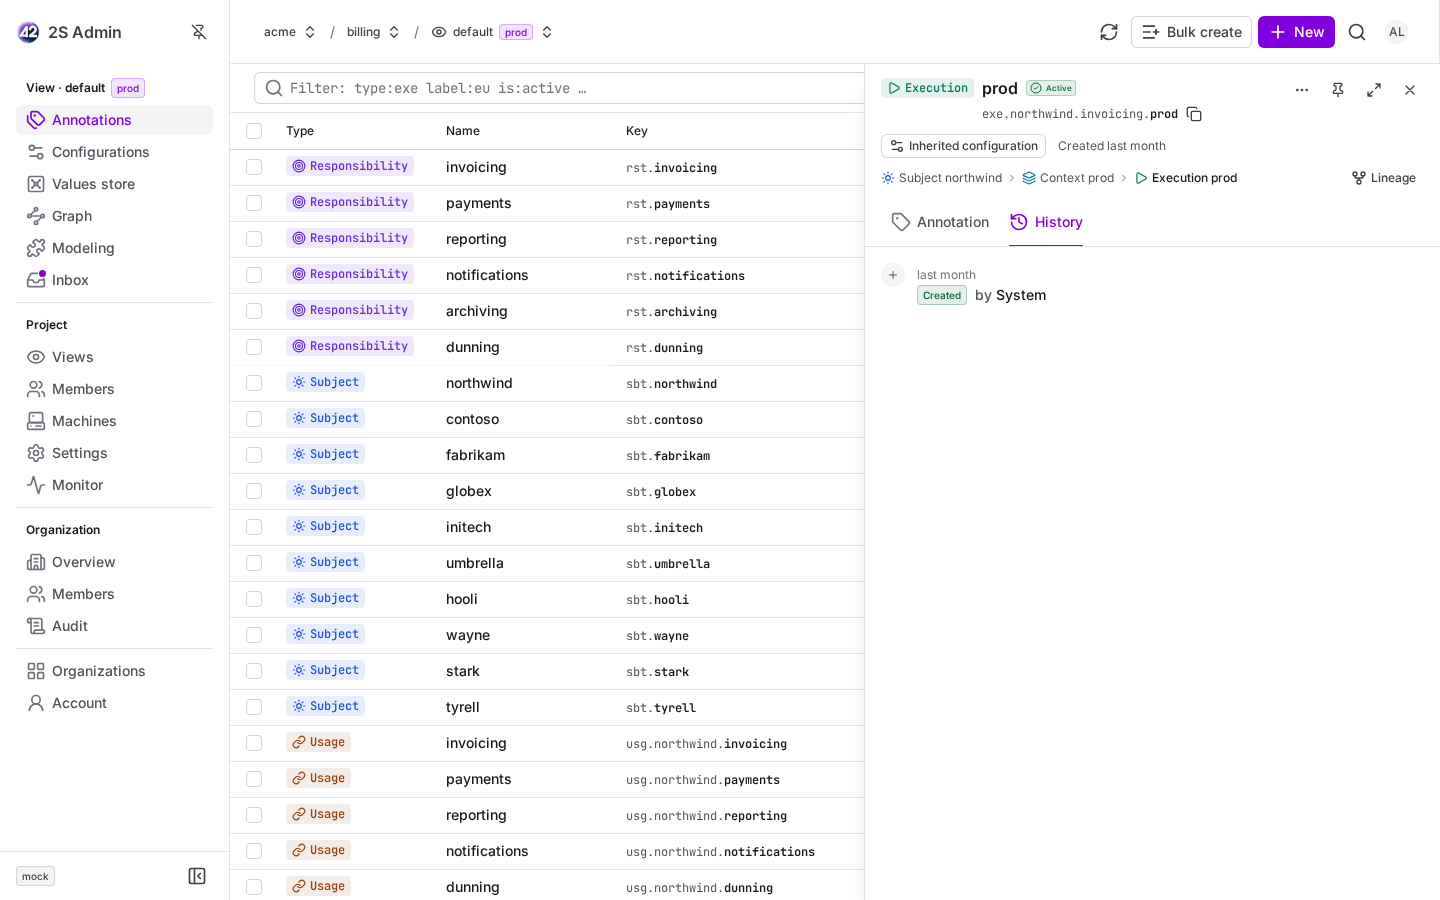 2S Admin
View · default prod
Annotations
Configurations
Values store
Graph
Modeling
Inbox
Project
Views
Members
Machines
Settings
Monitor
Organization
Overview
Members
Audit
Organizations
Account
mock
acme / billing / default prod
Bulk create
New
AL
Filter: type:exe label:eu is:active …
Type Name Key
Responsibility invoicing rst.invoicing
Responsibility payments rst.payments
Responsibility reporting rst.reporting
Responsibility notifications rst.notifications
Responsibility archiving rst.archiving
Responsibility dunning rst.dunning
Subject northwind sbt.northwind
Subject contoso sbt.contoso
Subject fabrikam sbt.fabrikam
Subject globex sbt.globex
Subject initech sbt.initech
Subject umbrella sbt.umbrella
Subject hooli sbt.hooli
Subject wayne sbt.wayne
Subject stark sbt.stark
Subject tyrell sbt.tyrell
Usage invoicing usg.northwind.invoicing
Usage payments usg.northwind.payments
Usage reporting usg.northwind.reporting
Usage notifications usg.northwind.notifications
Usage dunning usg.northwind.dunning
Execution prod Active
exe.northwind.invoicing.prod
Inherited configuration Created last month
Subject northwind Context prod Execution prod Lineage
Annotation History
last month
Created by System